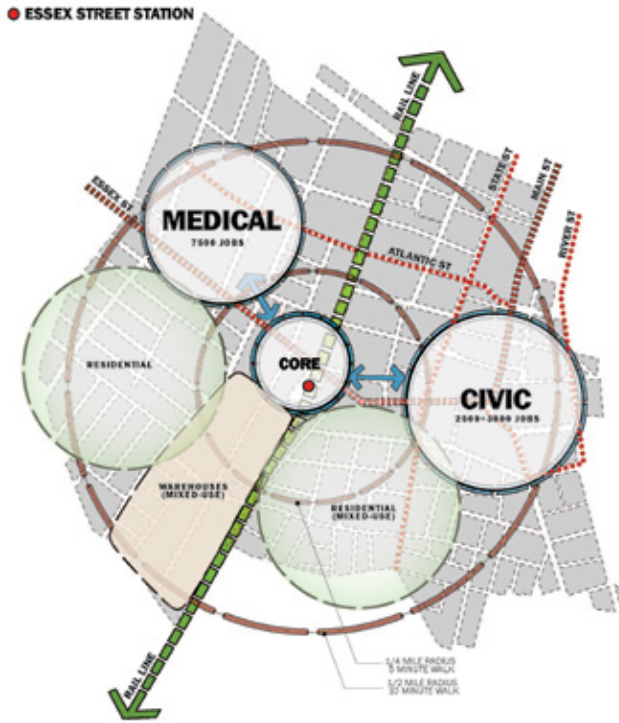 ESSEX STREET STATION
RAIL LINE
STATE ST
MAIN ST
RIVER ST
ESSEX ST
MEDICAL
7500 JOBS
ATLANTIC ST
RESIDENTIAL
CORE
CIVIC
2500-3000 JOBS
WAREHOUSES
(MIXED-USE)
RESIDENTIAL
(MIXED-USE)
RAIL LINE
1/4 MILE RADIUS
5 MINUTE WALK
1/2 MILE RADIUS
10 MINUTE WALK